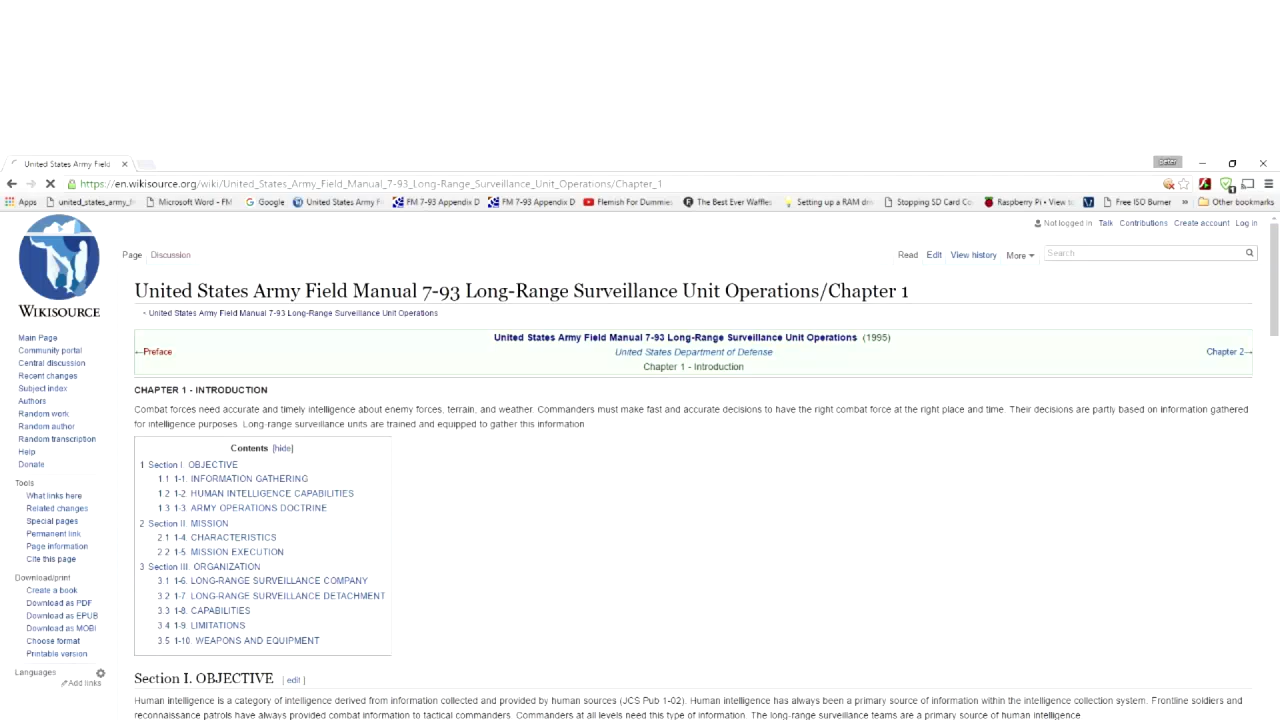 United States Army Field
Peter
https://en.wikisource.org/wiki/United_States_Army_Field_Manual_7-93_Long-Range_Surveillance_Unit_Operations/Chapter_1
Apps united_states_army_fi Microsoft Word - FM Google United States Army Fi FM 7-93 Appendix D FM 7-93 Appendix D Flemish For Dummies The Best Ever Waffles Setting up a RAM driv Stopping SD Card Co Raspberry Pi • View to Free ISO Burner » Other bookmarks
Not logged in Talk Contributions Create account Log in
Page Discussion Read Edit View history More Search
WIKISOURCE
United States Army Field Manual 7-93 Long-Range Surveillance Unit Operations/Chapter 1
< United States Army Field Manual 7-93 Long-Range Surveillance Unit Operations
United States Army Field Manual 7-93 Long-Range Surveillance Unit Operations (1995)
←Preface United States Department of Defense Chapter 2→
Chapter 1 - Introduction
Main Page
Community portal
Central discussion
Recent changes
Subject index
Authors
Random work
Random author
Random transcription
Help
Donate
Tools
What links here
Related changes
Special pages
Permanent link
Page information
Cite this page
Download/print
Create a book
Download as PDF
Download as EPUB
Download as MOBI
Choose format
Printable version
Languages
Add links
CHAPTER 1 - INTRODUCTION
Combat forces need accurate and timely intelligence about enemy forces, terrain, and weather. Commanders must make fast and accurate decisions to have the right combat force at the right place and time. Their decisions are partly based on information gathered
for intelligence purposes. Long-range surveillance units are trained and equipped to gather this information
Contents [hide]
1 Section I. OBJECTIVE
1.1 1-1. INFORMATION GATHERING
1.2 1-2. HUMAN INTELLIGENCE CAPABILITIES
1.3 1-3. ARMY OPERATIONS DOCTRINE
2 Section II. MISSION
2.1 1-4. CHARACTERISTICS
2.2 1-5. MISSION EXECUTION
3 Section III. ORGANIZATION
3.1 1-6. LONG-RANGE SURVEILLANCE COMPANY
3.2 1-7. LONG-RANGE SURVEILLANCE DETACHMENT
3.3 1-8. CAPABILITIES
3.4 1-9. LIMITATIONS
3.5 1-10. WEAPONS AND EQUIPMENT
Section I. OBJECTIVE [ edit ]
Human intelligence is a category of intelligence derived from information collected and provided by human sources (JCS Pub 1-02). Human intelligence has always been a primary source of information within the intelligence collection system. Frontline soldiers and
reconnaissance patrols have always provided combat information to tactical commanders. Commanders at all levels need this type of information. The long-range surveillance teams are a primary source of human intelligence